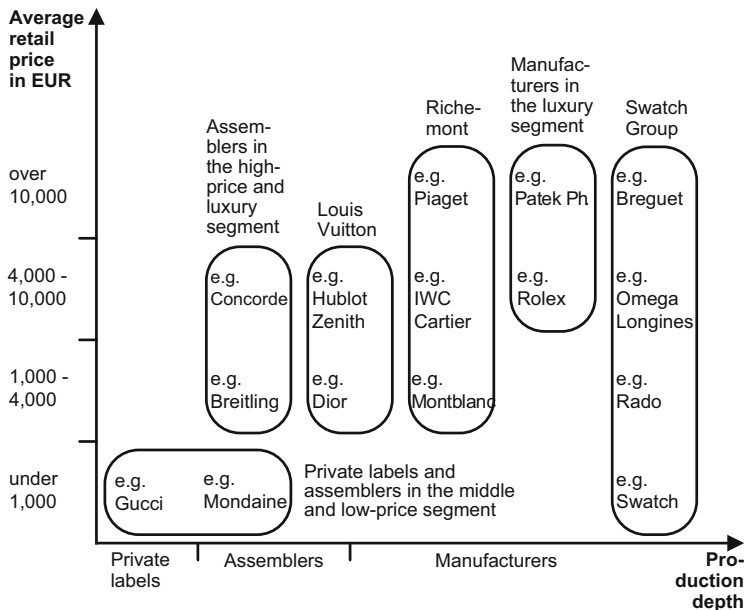 Average
retail
price
in EUR
Assem-
blers in
the high-
price and
luxury
segment
Louis
Vuitton
Riche-
mont
Manufac-
turers in
the luxury
segment
Swatch
Group
over
10,000
e.g.
Piaget
e.g.
Patek Ph.
e.g.
Breguet
4,000 -
10,000
e.g.
Concorde
e.g.
Hublot
Zenith
e.g.
IWC
Cartier
e.g.
Rolex
e.g.
Omega
Longines
1,000 -
4,000
e.g.
Breitling
e.g.
Dior
e.g.
Montblanc
e.g.
Rado
under
1,000
e.g.
Gucci
e.g.
Mondaine
Private labels and
assemblers in the middle
and low-price segment
e.g.
Swatch
Private
labels
Assemblers
Manufacturers
Pro-
duction
depth